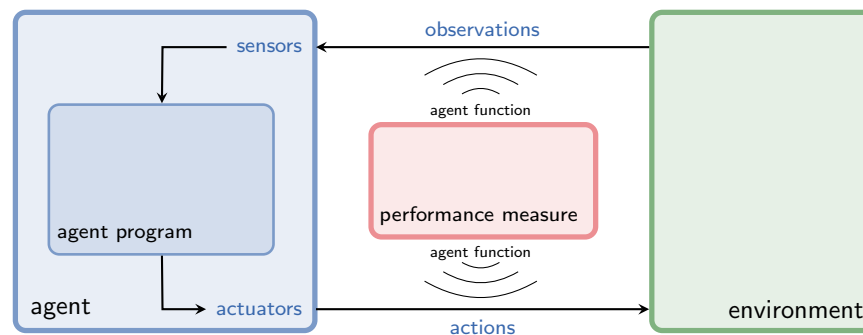 observations
sensors
agent function
performance measure
agent program
agent function
agent
actuators
actions
environment